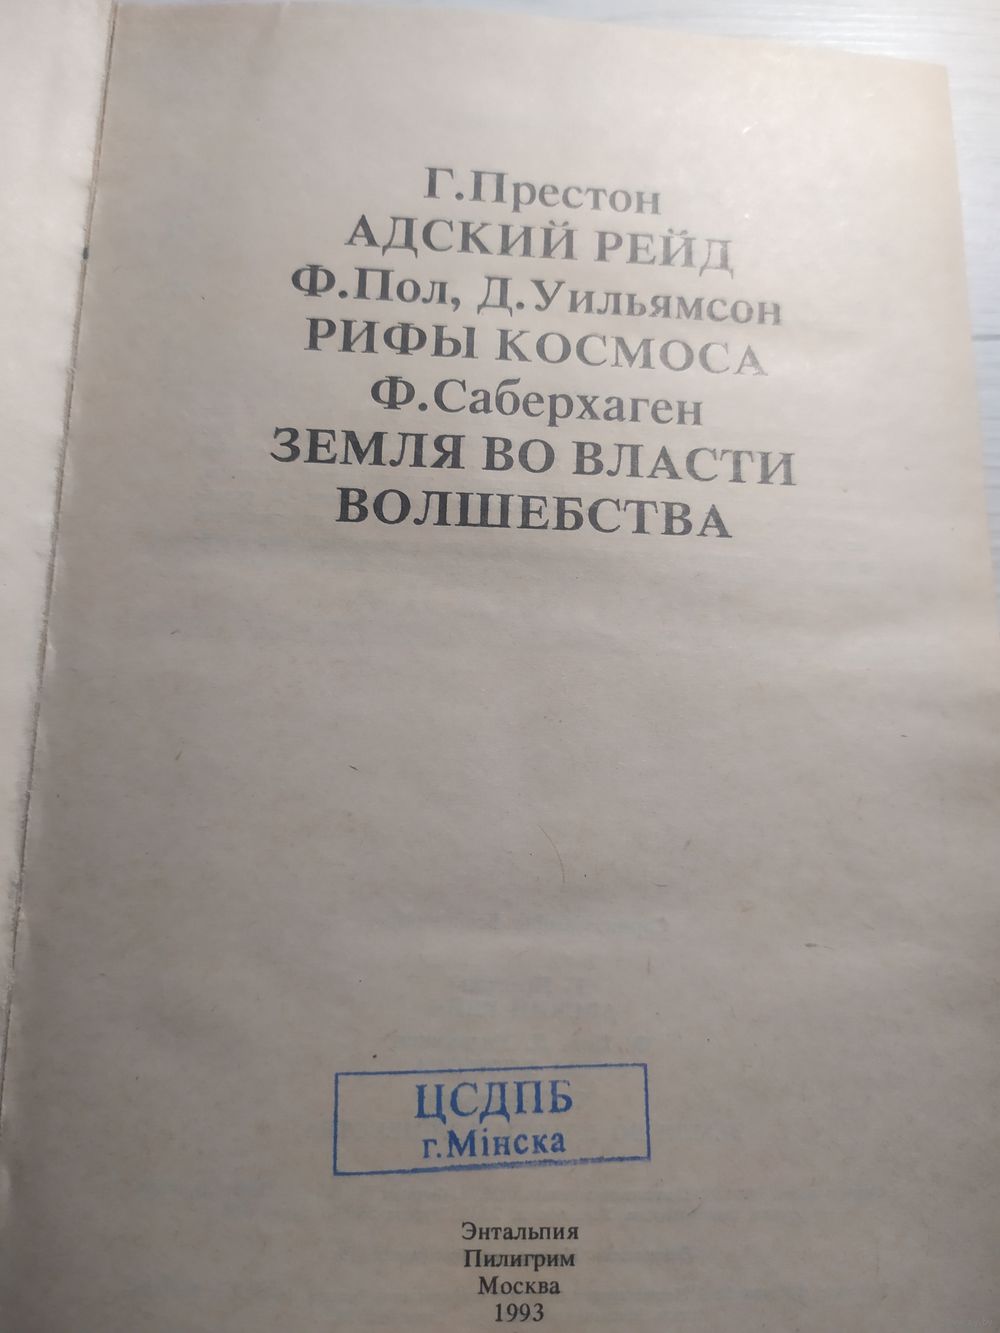 Г.Престон
АДСКИЙ РЕЙД
Ф.Пол, Д.Уильямсон
РИФЫ КОСМОСА
Ф.Саберхаген
ЗЕМЛЯ ВО ВЛАСТИ
ВОЛШЕБСТВА
ЦСДПБ
г.Мінска
Энтальпия
Пилигрим
Москва
1993